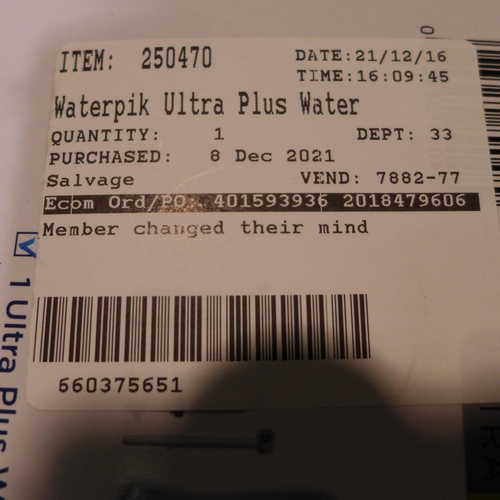 ITEM: 250470 DATE:21/12/16
TIME:16:09:45
Waterpik Ultra Plus Water
QUANTITY: 1 DEPT: 33
PURCHASED: 8 Dec 2021
Salvage VEND: 7882-77
Ecom Ord/PO: 401593936 2018479606
Member changed their mind
660375651
1 Ultra Plus W
0